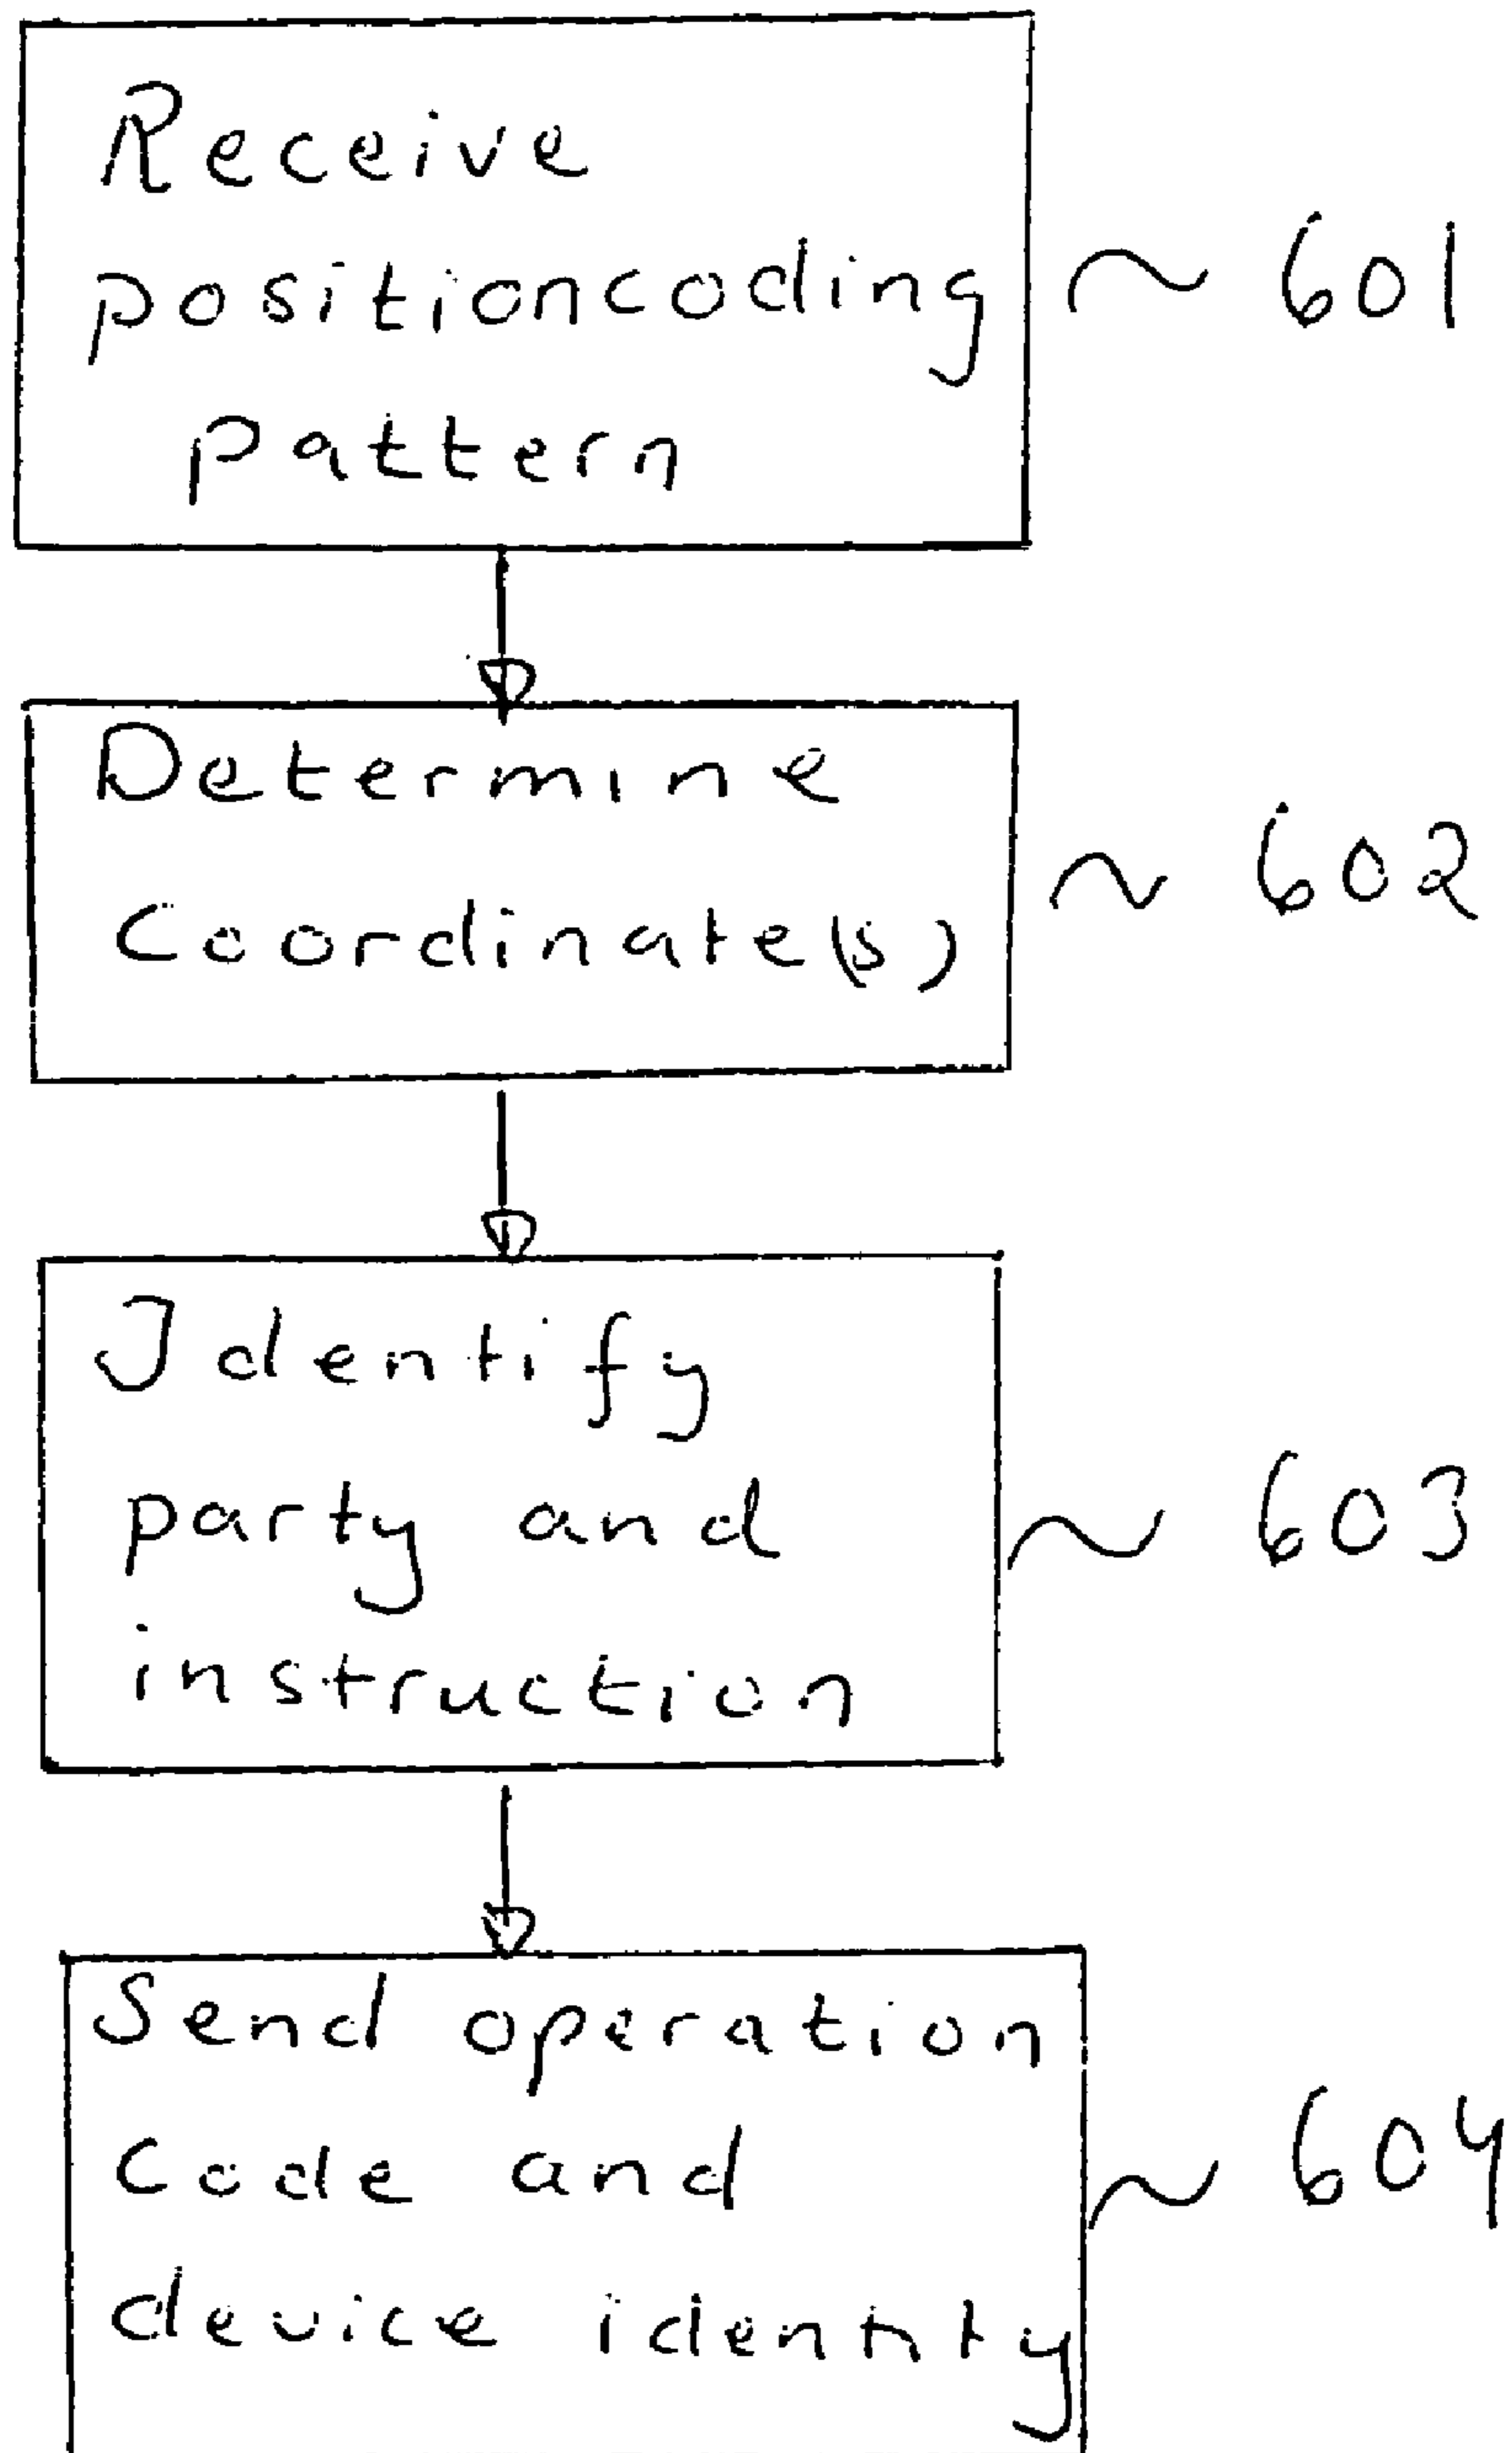 Receive
positioncoding ~ 601
pattern
Determine
Coordinate(s) ~ 602
Identify
party and ~ 603
instruction
Send operation
Code and ~ 604
device identity